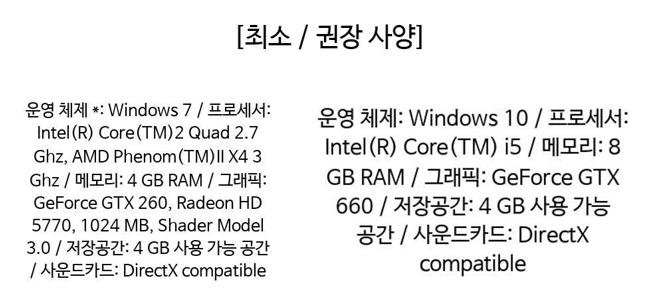 [최소 / 권장 사양]
운영 체제 *: Windows 7 / 프로세서:
Intel(R) Core(TM)2 Quad 2.7
Ghz, AMD Phenom(TM)II X4 3
Ghz / 메모리: 4 GB RAM / 그래픽:
GeForce GTX 260, Radeon HD
5770, 1024 MB, Shader Model
3.0 / 저장공간: 4 GB 사용 가능 공간
/ 사운드카드: DirectX compatible
운영 체제: Windows 10 / 프로세서:
Intel(R) Core(TM) i5 / 메모리: 8
GB RAM / 그래픽: GeForce GTX
660 / 저장공간: 4 GB 사용 가능
공간 / 사운드카드: DirectX
compatible